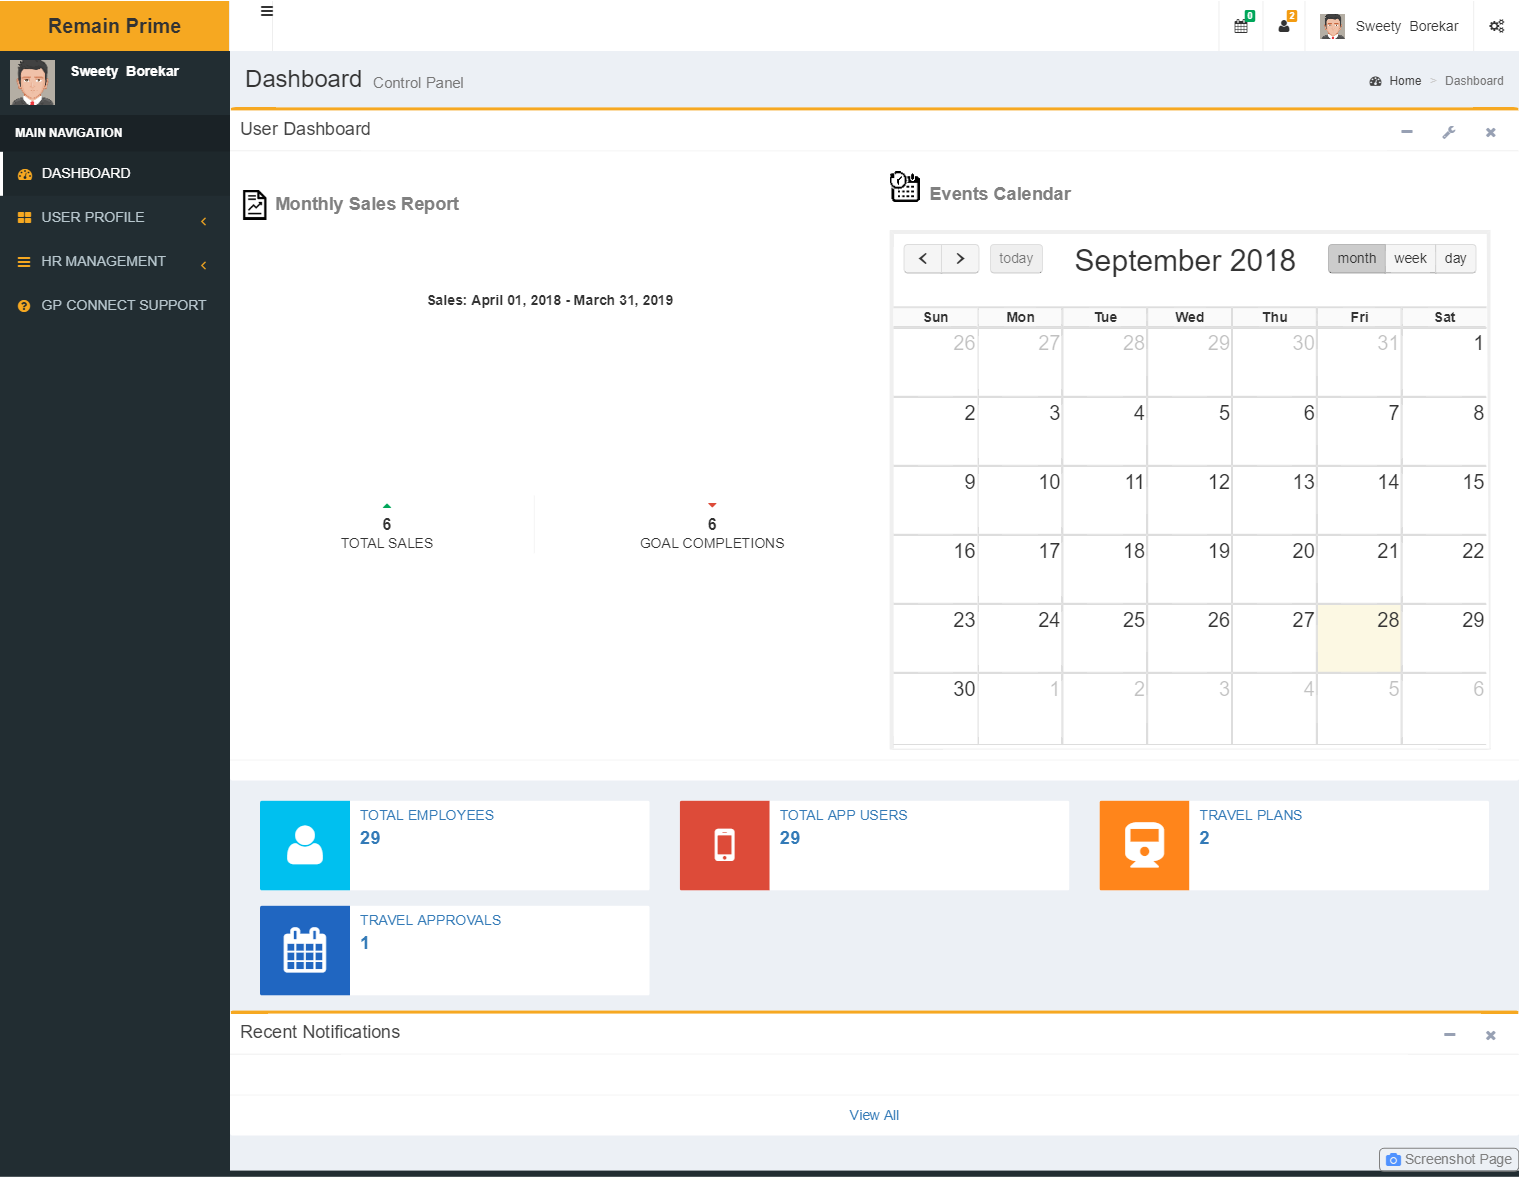 Remain Prime
0
2
Sweety Borekar
Sweety Borekar
MAIN NAVIGATION
DASHBOARD
USER PROFILE
HR MANAGEMENT
GP CONNECT SUPPORT
Dashboard Control Panel
Home > Dashboard
User Dashboard
Monthly Sales Report
Sales: April 01, 2018 - March 31, 2019
6
TOTAL SALES
6
GOAL COMPLETIONS
Events Calendar
today
September 2018
month week day
Sun Mon Tue Wed Thu Fri Sat
26 27 28 29 30 31 1
2 3 4 5 6 7 8
9 10 11 12 13 14 15
16 17 18 19 20 21 22
23 24 25 26 27 28 29
30 1 2 3 4 5 6
TOTAL EMPLOYEES
29
TOTAL APP USERS
29
TRAVEL PLANS
2
TRAVEL APPROVALS
1
Recent Notifications
View All
Screenshot Page